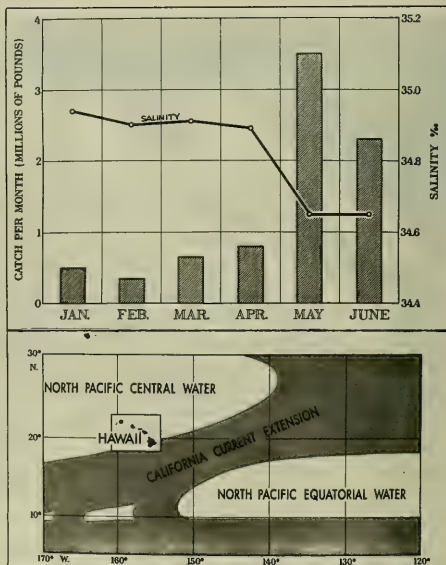 CATCH PER MONTH (MILLIONS OF POUNDS)
4
3
2
1
0
SALINITY
35.2
35.0
34.8
34.6
34.4
SALINITY ‰
JAN.
FEB.
MAR.
APR.
MAY
JUNE
30°
N.
20°
10°
NORTH PACIFIC CENTRAL WATER
HAWAII
CALIFORNIA CURRENT EXTENSION
NORTH PACIFIC EQUATORIAL WATER
170° W.
160°
150°
140°
130°
120°